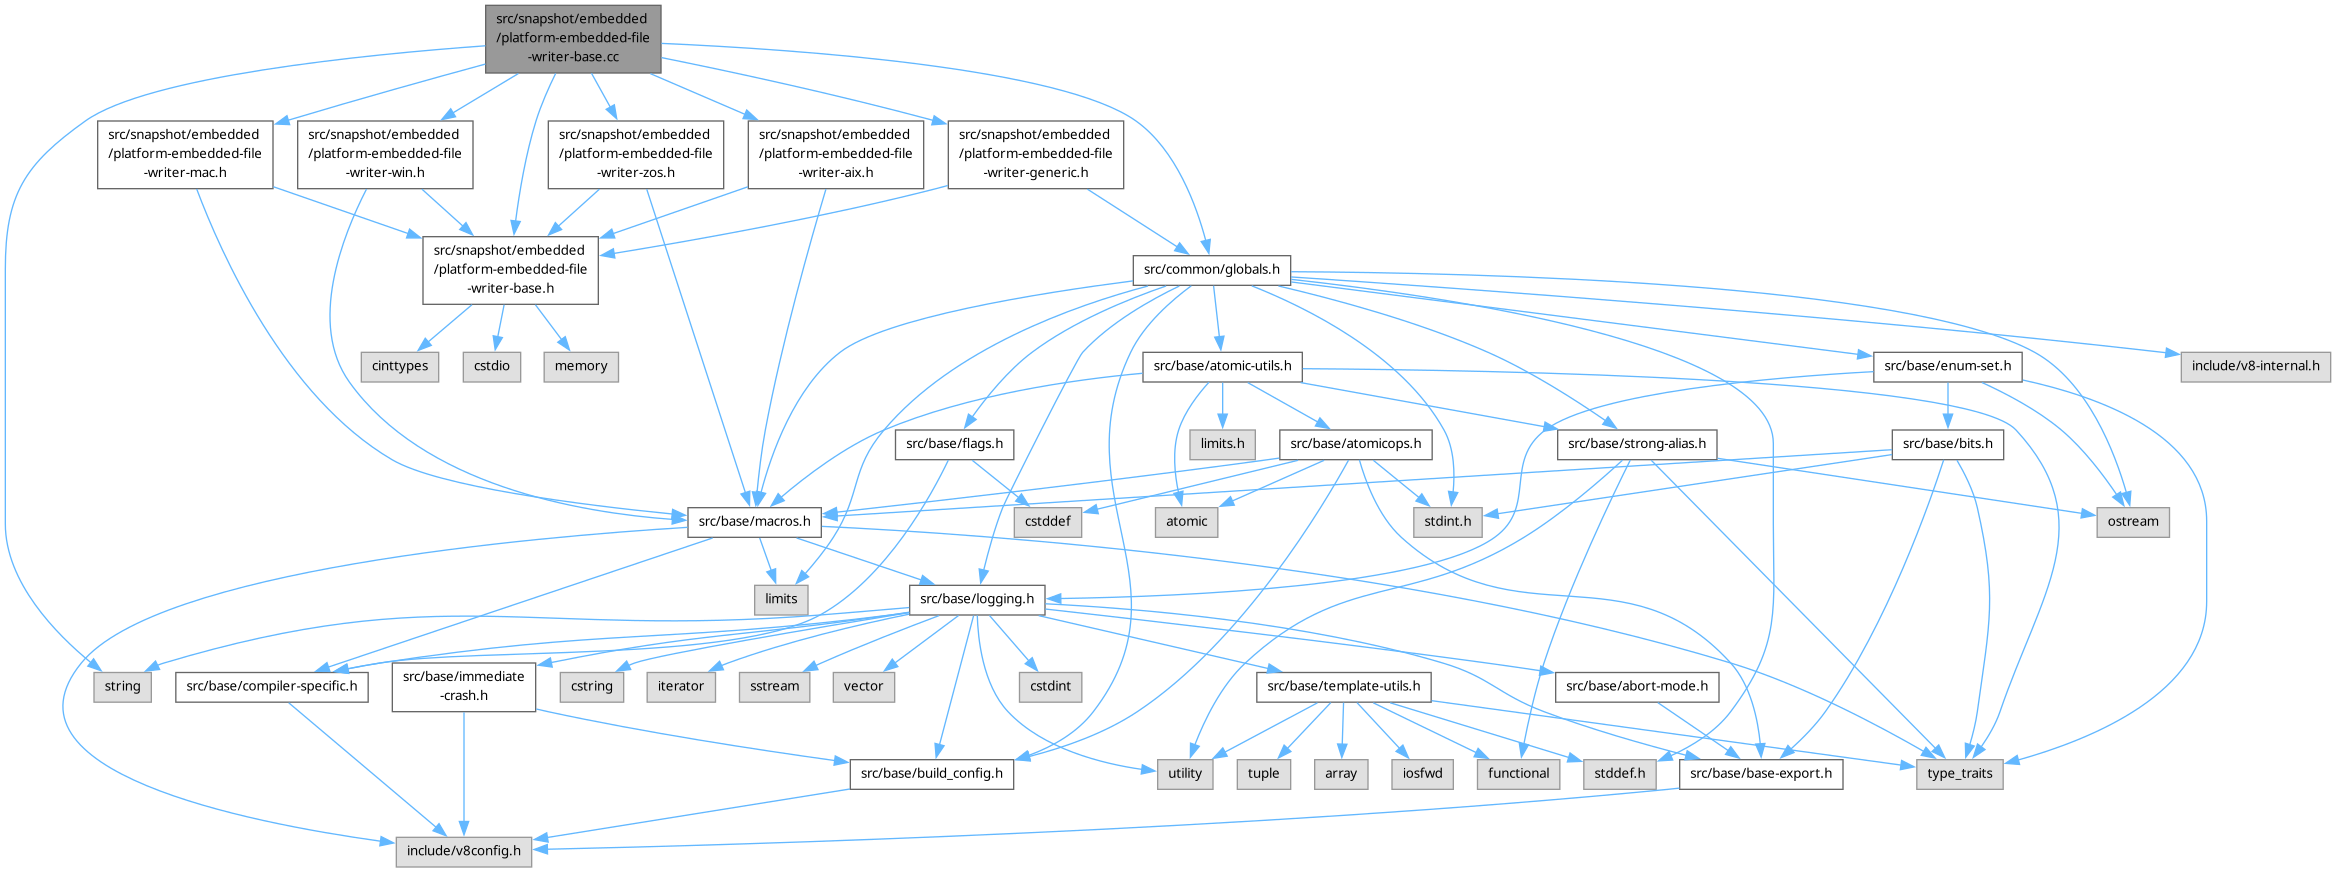 src/snapshot/embedded
/platform-embedded-file
-writer-base.cc
src/snapshot/embedded
/platform-embedded-file
-writer-mac.h
src/snapshot/embedded
/platform-embedded-file
-writer-win.h
src/snapshot/embedded
/platform-embedded-file
-writer-zos.h
src/snapshot/embedded
/platform-embedded-file
-writer-aix.h
src/snapshot/embedded
/platform-embedded-file
-writer-generic.h
src/snapshot/embedded
/platform-embedded-file
-writer-base.h
src/common/globals.h
cinttypes
cstdio
memory
src/base/atomic-utils.h
src/base/enum-set.h
include/v8-internal.h
src/base/flags.h
limits.h
src/base/atomicops.h
src/base/strong-alias.h
src/base/bits.h
src/base/macros.h
cstddef
atomic
stdint.h
ostream
limits
src/base/logging.h
string
src/base/compiler-specific.h
src/base/immediate
-crash.h
cstring
iterator
sstream
vector
cstdint
src/base/template-utils.h
src/base/abort-mode.h
src/base/build_config.h
utility
tuple
array
iosfwd
functional
stddef.h
src/base/base-export.h
type_traits
include/v8config.h